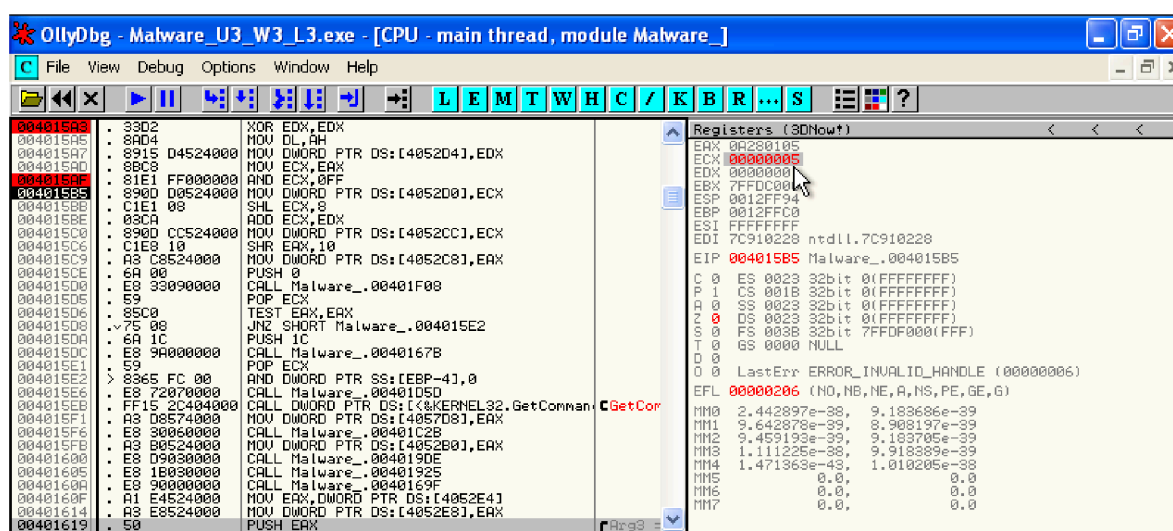 OllyDbg - Malware_U3_W3_L3.exe - [CPU - main thread, module Malware_]
C File View Debug Options Window Help
L E M T W H C / K B R ... S ?
004015A3 . 33D2 XOR EDX,EDX
004015A5 . 8AD4 MOV DL,AH
004015A7 . 8915 D4524000 MOV DWORD PTR DS:[4052D4],EDX
004015AD . 8BC8 MOV ECX,EAX
004015AF . 81E1 FF000000 AND ECX,0FF
004015B5 . 890D D0524000 MOV DWORD PTR DS:[4052D0],ECX
004015BB . C1E1 08 SHL ECX,8
004015BE . 03CA ADD ECX,EDX
004015C0 . 890D CC524000 MOV DWORD PTR DS:[4052CC],ECX
004015C6 . C1E8 10 SHR EAX,10
004015C9 . A3 C8524000 MOV DWORD PTR DS:[4052C8],EAX
004015CE . 6A 00 PUSH 0
004015D0 . E8 33090000 CALL Malware_.00401F08
004015D5 . 59 POP ECX
004015D6 . 85C0 TEST EAX,EAX
004015D8 .v75 08 JNZ SHORT Malware_.004015E2
004015DA . 6A 1C PUSH 1C
004015DC . E8 9A000000 CALL Malware_.0040167B
004015E1 . 59 POP ECX
004015E2 > 8365 FC 00 AND DWORD PTR SS:[EBP-4],0
004015E6 . E8 72070000 CALL Malware_.00401D5D
004015EB . FF15 2C404000 CALL DWORD PTR DS:[<&KERNEL32.GetComman [GetCom
004015F1 . A3 D8574000 MOV DWORD PTR DS:[4057D8],EAX
004015F6 . E8 30060000 CALL Malware_.00401C2B
004015FB . A3 B0524000 MOV DWORD PTR DS:[4052B0],EAX
00401600 . E8 D9030000 CALL Malware_.004019DE
00401605 . E8 1B030000 CALL Malware_.00401925
0040160A . E8 90000000 CALL Malware_.0040169F
0040160F . A1 E4524000 MOV EAX,DWORD PTR DS:[4052E4]
00401614 . A3 E8524000 MOV DWORD PTR DS:[4052E8],EAX
00401619 . 50 PUSH EAX [Arg3 =
Registers (3DNow!) < < <
EAX 0A280105
ECX 00000005
EDX 0000000
EBX 7FFDC00
ESP 0012FF94
EBP 0012FFC0
ESI FFFFFFFF
EDI 7C910228 ntdll.7C910228
EIP 004015B5 Malware_.004015B5
C 0 ES 0023 32bit 0(FFFFFFFF)
P 1 CS 001B 32bit 0(FFFFFFFF)
A 0 SS 0023 32bit 0(FFFFFFFF)
Z 0 DS 0023 32bit 0(FFFFFFFF)
S 0 FS 003B 32bit 7FFDF000(FFF)
T 0 GS 0000 NULL
D 0
O 0 LastErr ERROR_INVALID_HANDLE (00000006)
EFL 00000206 (NO,NB,NE,A,NS,PE,GE,G)
MM0 2.442897e-38, 9.183686e-39
MM1 9.642878e-39, 8.908197e-39
MM2 9.459193e-39, 9.183705e-39
MM3 1.111225e-38, 9.918389e-39
MM4 1.471363e-43, 1.010205e-38
MM5 0.0, 0.0
MM6 0.0, 0.0
MM7 0.0, 0.0